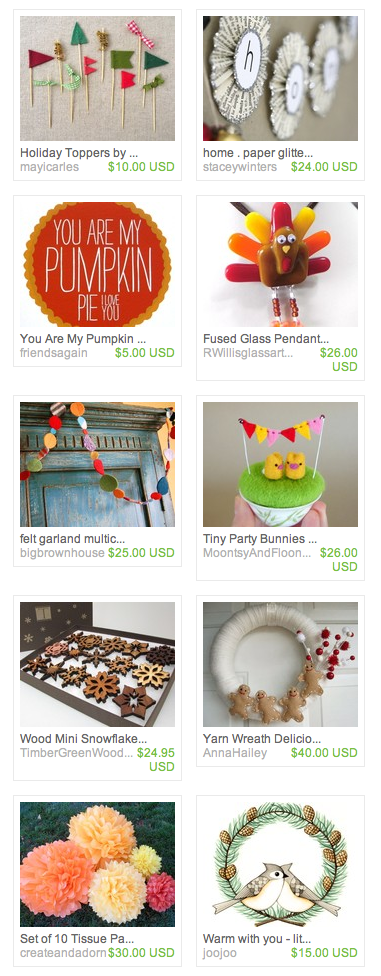 Holiday Toppers by ...
mayicarles $10.00 USD
h
o
home . paper glitte...
staceywinters $24.00 USD
YOU ARE MY
PUMPKIN
PIE I LOVE YOU
You Are My Pumpkin ...
friendsagain $5.00 USD
Fused Glass Pendant...
RWillisglassart... $26.00
USD
felt garland multic...
bigbrownhouse $25.00 USD
Tiny Party Bunnies ...
MoontsyAndFloon... $26.00
USD
Wood Mini Snowflake...
TimberGreenWood... $24.95
USD
Yarn Wreath Delicio...
AnnaHailey $40.00 USD
Set of 10 Tissue Pa...
createandadorn $30.00 USD
Warm with you - lit...
joojoo $15.00 USD